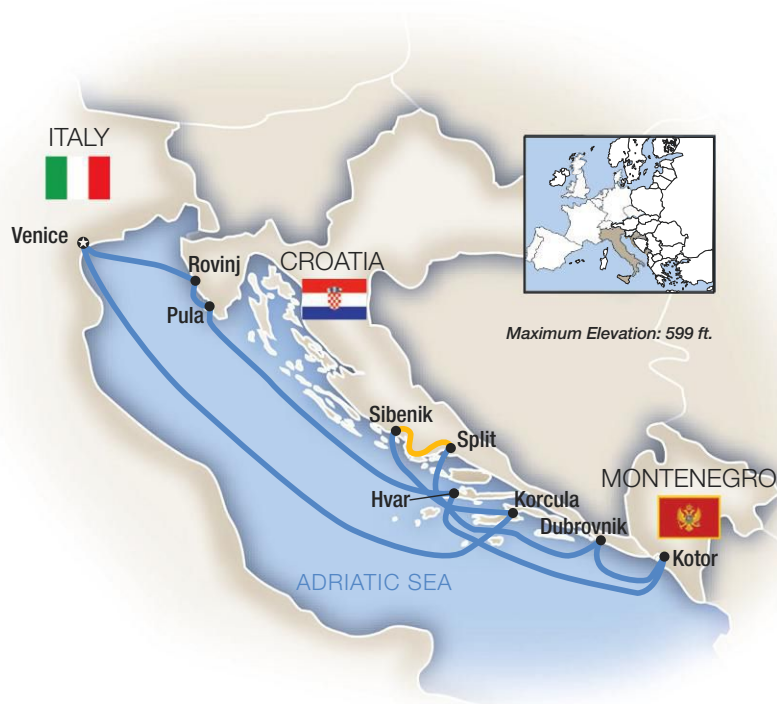 ITALY
Venice
Rovinj
CROATIA
Pula
Maximum Elevation: 599 ft.
Sibenik
Split
MONTENEGRO
Hvar
Korcula
Dubrovnik
Kotor
ADRIATIC SEA